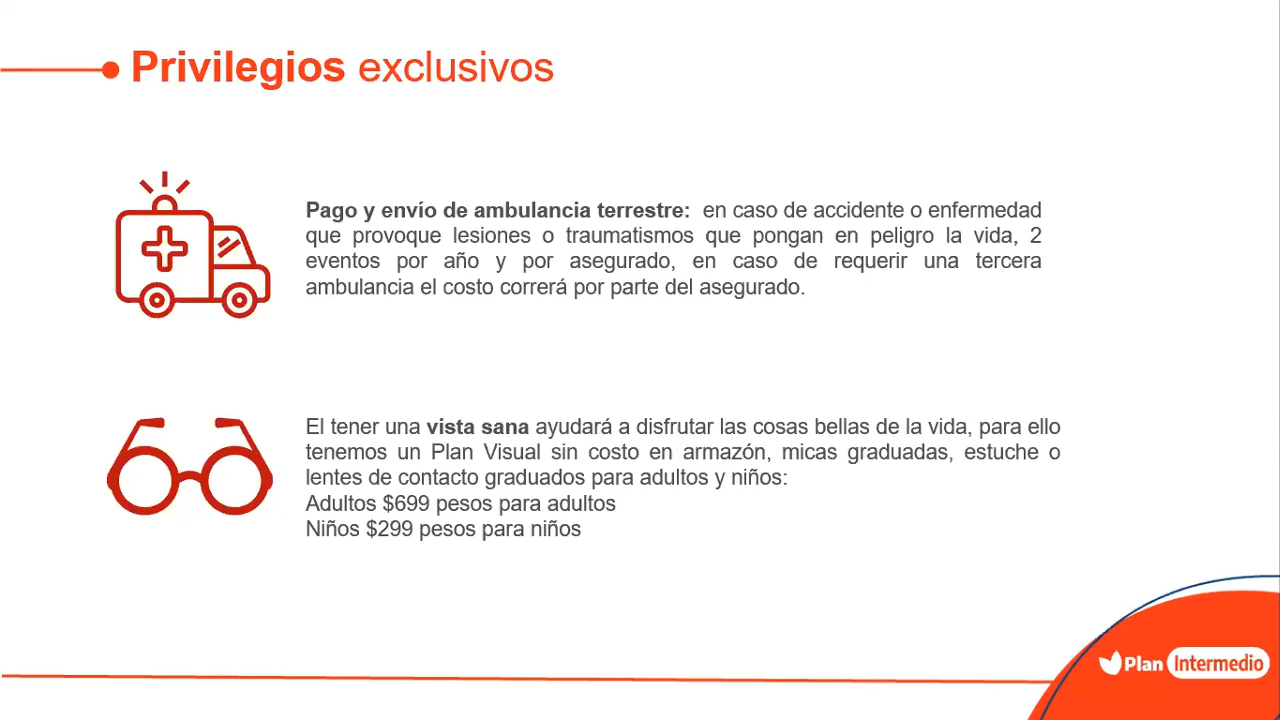 Privilegios exclusivos
Pago y envío de ambulancia terrestre: en caso de accidente o enfermedad
que provoque lesiones o traumatismos que pongan en peligro la vida, 2
eventos por año y por asegurado, en caso de requerir una tercera
ambulancia el costo correrá por parte del asegurado.
El tener una vista sana ayudará a disfrutar las cosas bellas de la vida, para ello
tenemos un Plan Visual sin costo en armazón, micas graduadas, estuche o
lentes de contacto graduados para adultos y niños:
Adultos $699 pesos para adultos
Niños $299 pesos para niños
Plan Intermedio